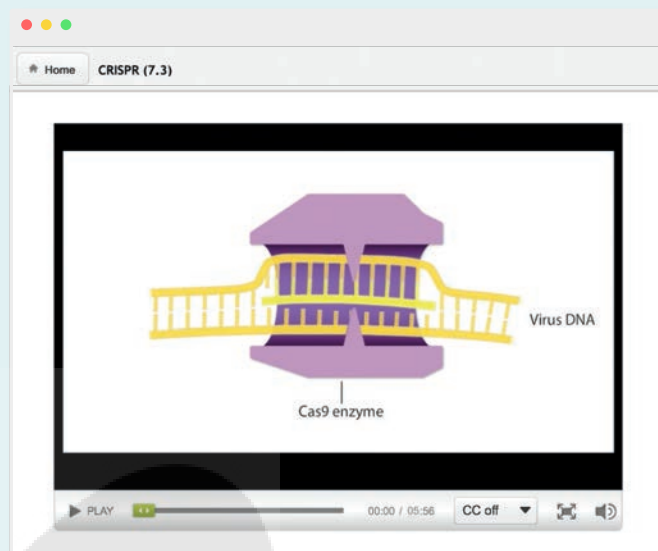 Home CRISPR (7.3)
Virus DNA
Cas9 enzyme
PLAY 00:00 / 05:56 CC off